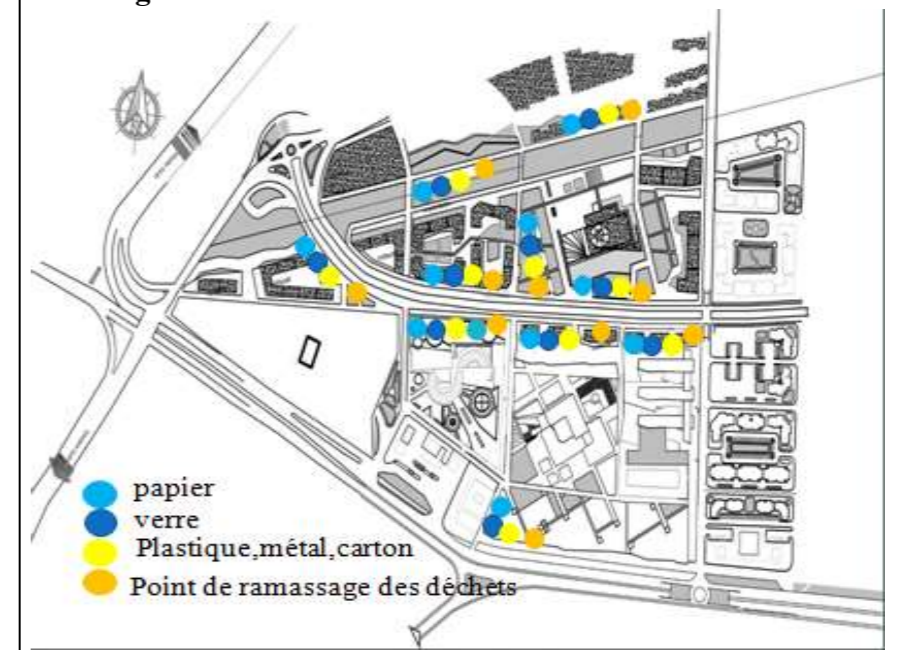 papier
verre
Plastique,métal,carton
Point de ramassage des déchets